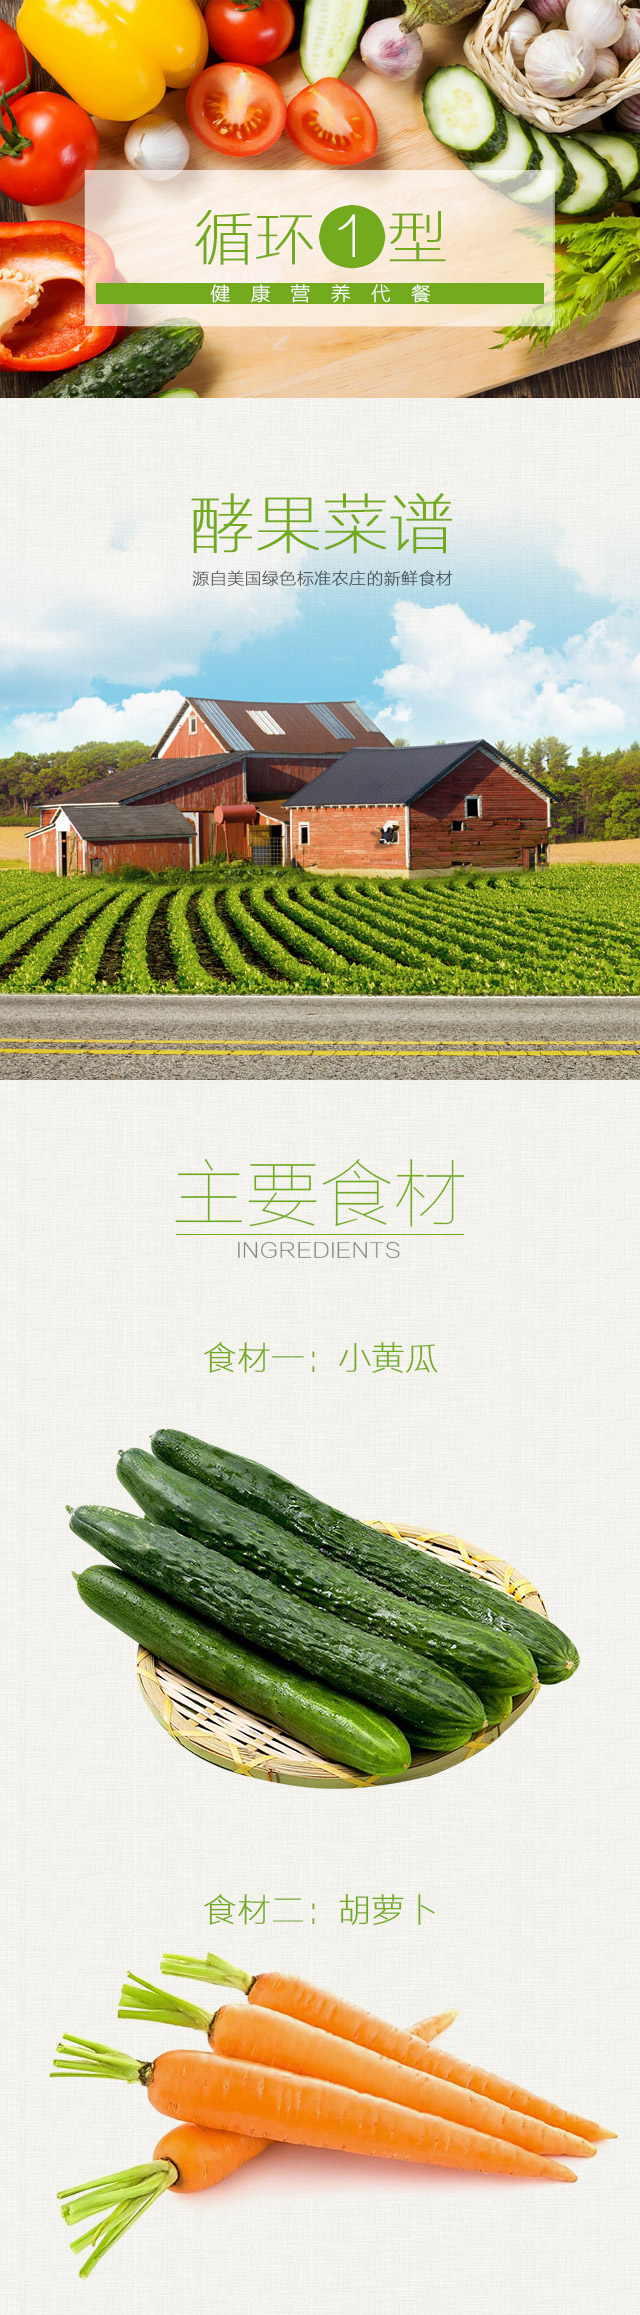 循环1型
健康营养代餐
酵果菜谱
源自美国绿色标准农庄的新鲜食材
主要食材
INGREDIENTS
食材一：小黄瓜
食材二：胡萝卜